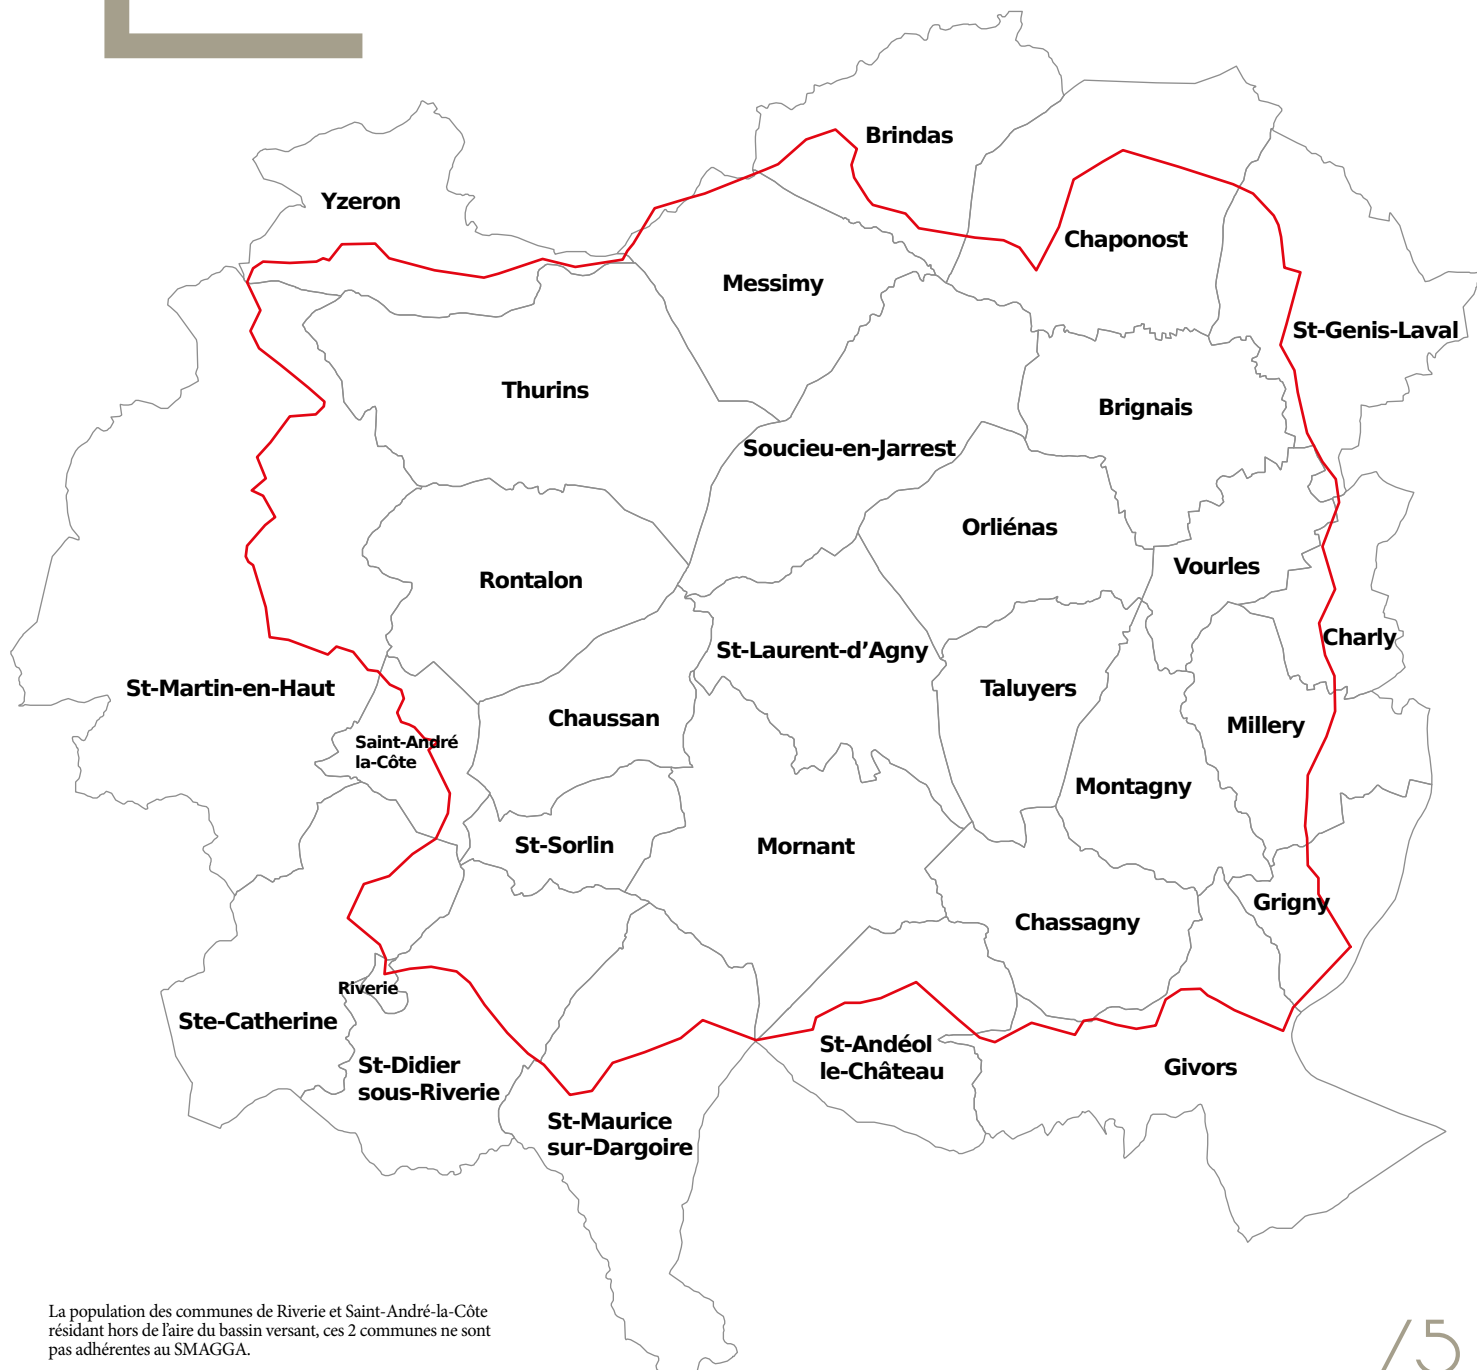 Brindas
Yzeron
Chaponost
Messimy
St-Genis-Laval
Thurins
Brignais
Soucieu-en-Jarrest
Orliénas
Vourles
Rontalon
Charly
St-Laurent-d'Agny
St-Martin-en-Haut
Taluyers
Chaussan
Millery
Saint-André
la-Côte
Montagny
St-Sorlin
Mornant
Grigny
Chassagny
Riverie
Ste-Catherine
St-Andéol
le-Château
St-Didier
sous-Riverie
Givors
St-Maurice
sur-Dargoire
La population des communes de Riverie et Saint-André-la-Côte
résidant hors de l'aire du bassin versant, ces 2 communes ne sont
pas adhérentes au SMAGGA.
/5